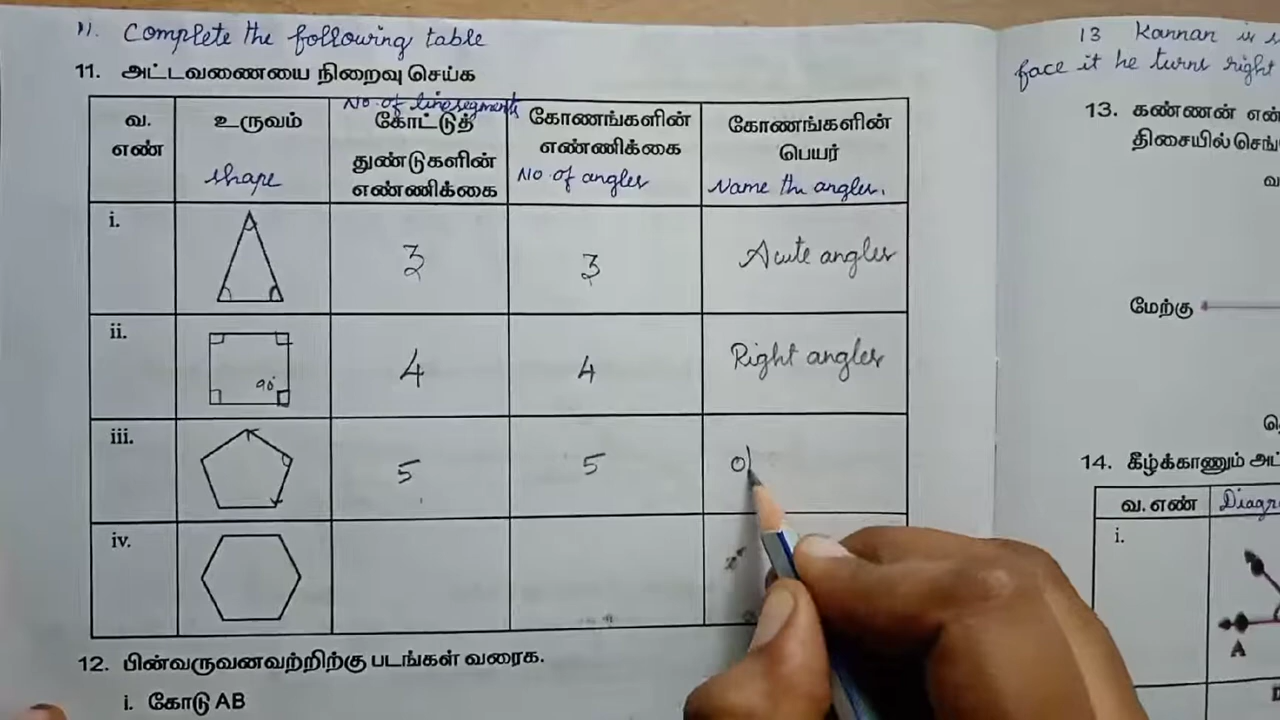 11. Complete the following table
11. அட்டவணையை நிறைவு செய்க
வ.
எண்
உருவம்
shape
No of line segments
கோட்டுத்
துண்டுகளின்
எண்ணிக்கை
கோணங்களின்
எண்ணிக்கை
No of angles
கோணங்களின்
பெயர்
Name the angles.
i.
3
3
Acute angles
ii.
90°
4
4
Right angles
iii.
5
5
iv.
12. பின்வருவனவற்றிற்கு படங்கள் வரைக.
i. கோடு AB
13 Kannan is
face it he turns right
13. கண்ணன்
மேற்கு
14. கீழ்க்காணும்
வ. எண்
i.
A